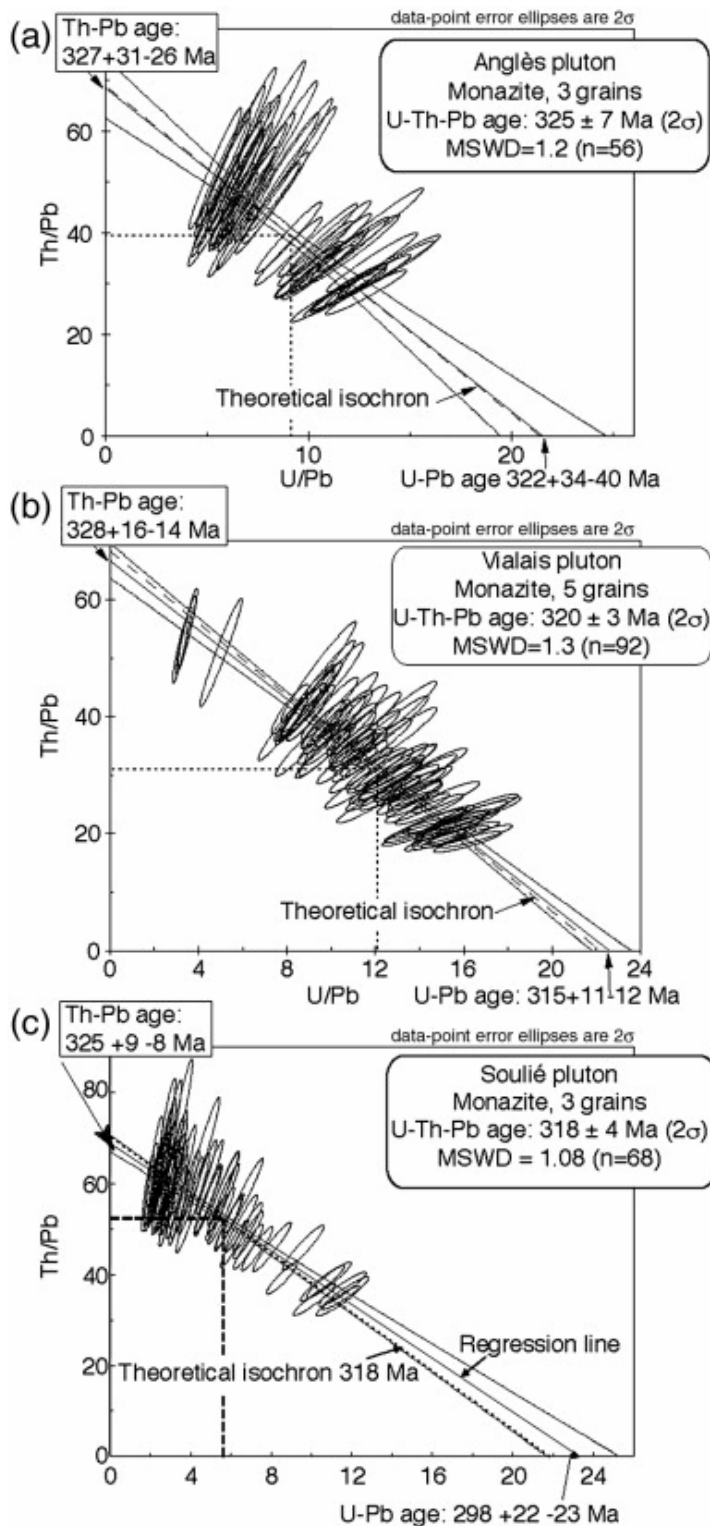 (a)
data-point error ellipses are 2σ
Th-Pb age:
327+31-26 Ma
Anglès pluton
Monazite, 3 grains
U-Th-Pb age: 325 ± 7 Ma (2σ)
MSWD=1.2 (n=56)
60
40
20
0
Th/Pb
Theoretical isochron
0
10
20
U/Pb
U-Pb age 322+34-40 Ma
(b)
Th-Pb age:
328+16-14 Ma
data-point error ellipses are 2σ
Vialais pluton
Monazite, 5 grains
U-Th-Pb age: 320 ± 3 Ma (2σ)
MSWD=1.3 (n=92)
60
40
20
0
Th/Pb
Theoretical isochron
0
4
8
12
16
20
24
U/Pb
U-Pb age: 315+11-12 Ma
(c)
Th-Pb age:
325 +9 -8 Ma
data-point error ellipses are 2σ
Soulié pluton
Monazite, 3 grains
U-Th-Pb age: 318 ± 4 Ma (2σ)
MSWD = 1.08 (n=68)
80
60
40
20
0
Th/Pb
Regression line
Theoretical isochron 318 Ma
0
4
8
12
16
20
24
U-Pb age: 298 +22 -23 Ma